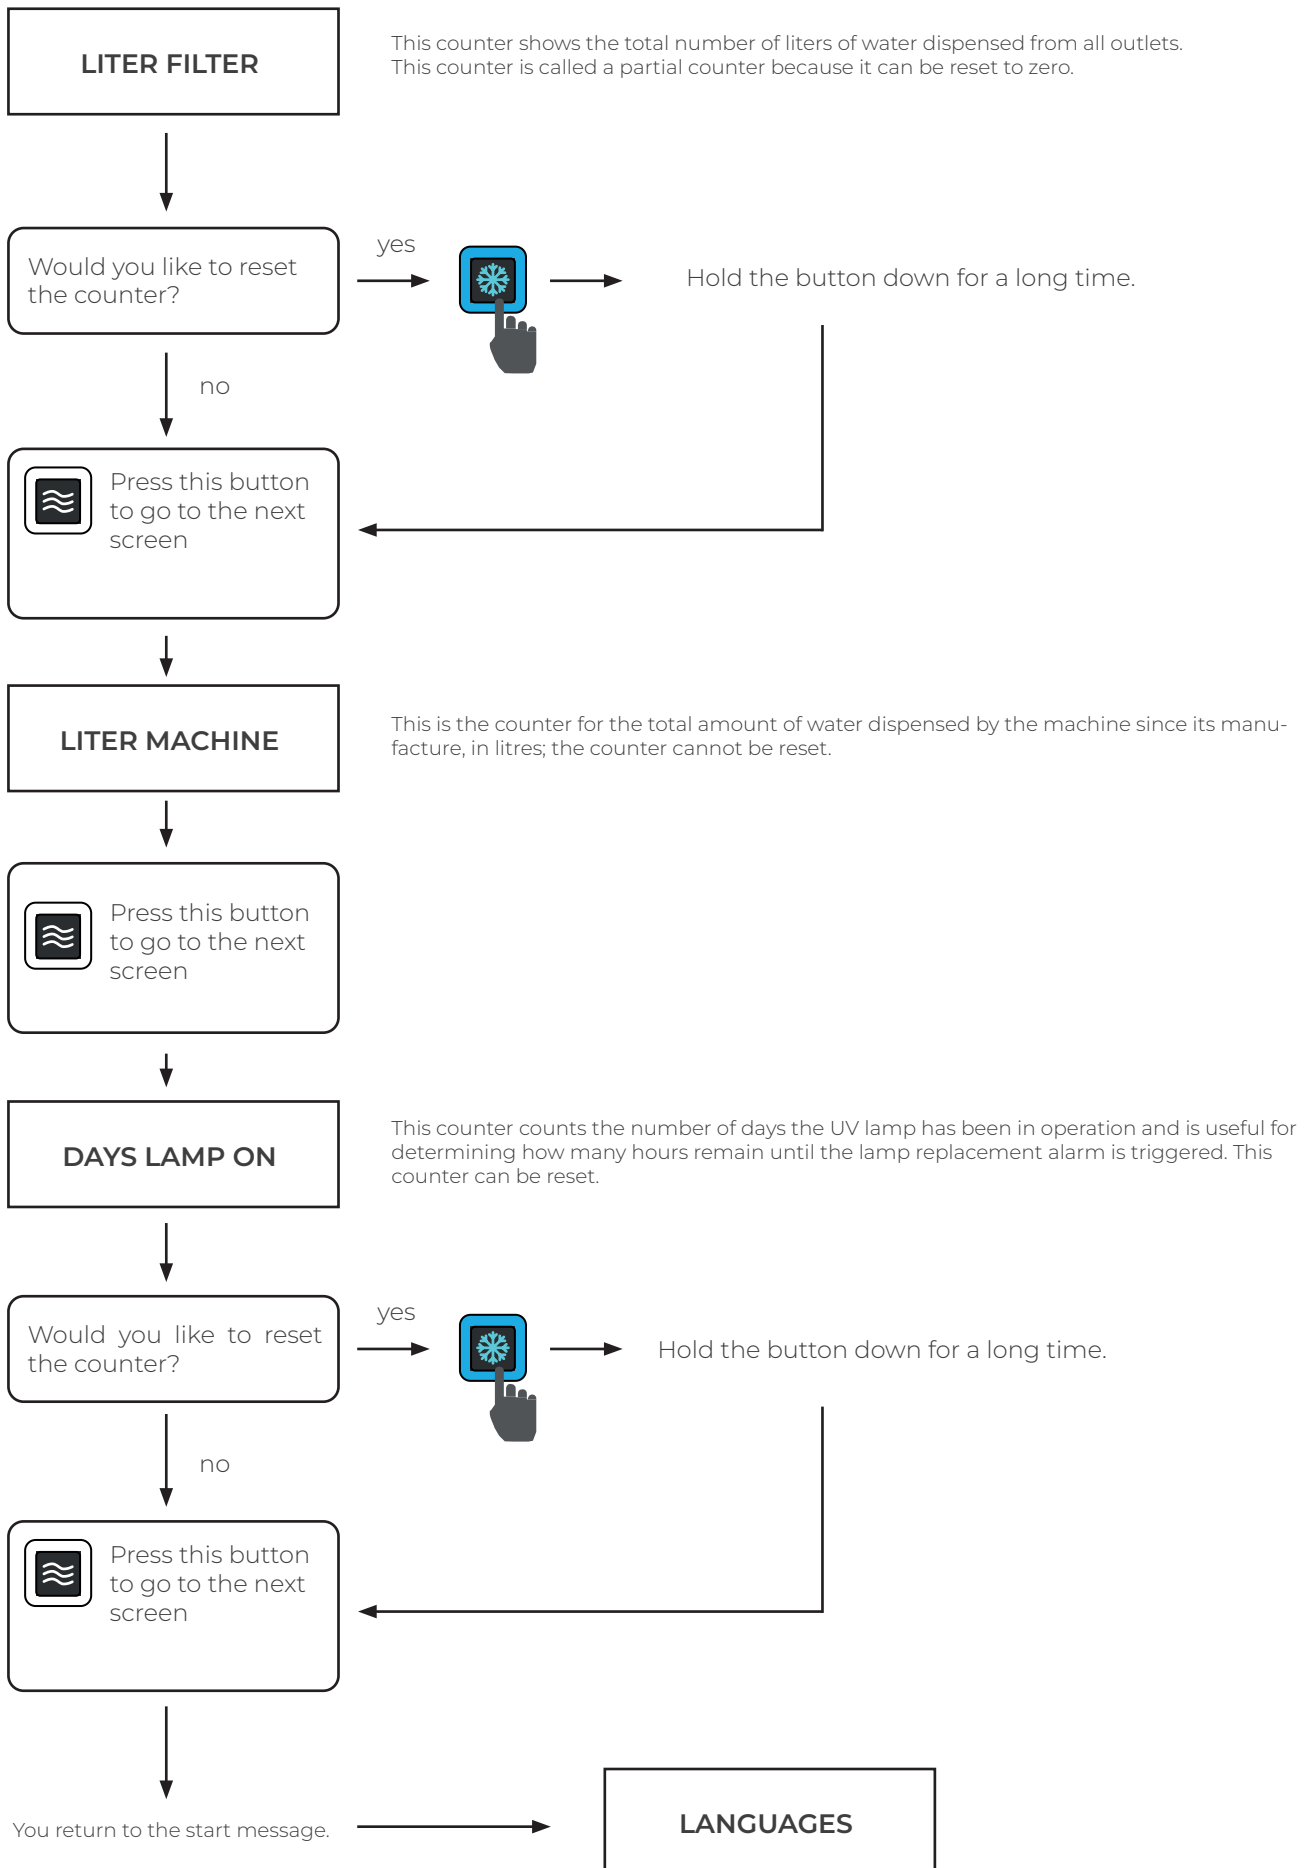 LITER FILTER
This counter shows the total number of liters of water dispensed from all outlets.
This counter is called a partial counter because it can be reset to zero.
Would you like to reset
the counter?
yes
Hold the button down for a long time.
no
Press this button
to go to the next
screen
LITER MACHINE
This is the counter for the total amount of water dispensed by the machine since its manu-
facture, in litres; the counter cannot be reset.
Press this button
to go to the next
screen
DAYS LAMP ON
This counter counts the number of days the UV lamp has been in operation and is useful for
determining how many hours remain until the lamp replacement alarm is triggered. This
counter can be reset.
Would you like to reset
the counter?
yes
Hold the button down for a long time.
no
Press this button
to go to the next
screen
You return to the start message.
LANGUAGES